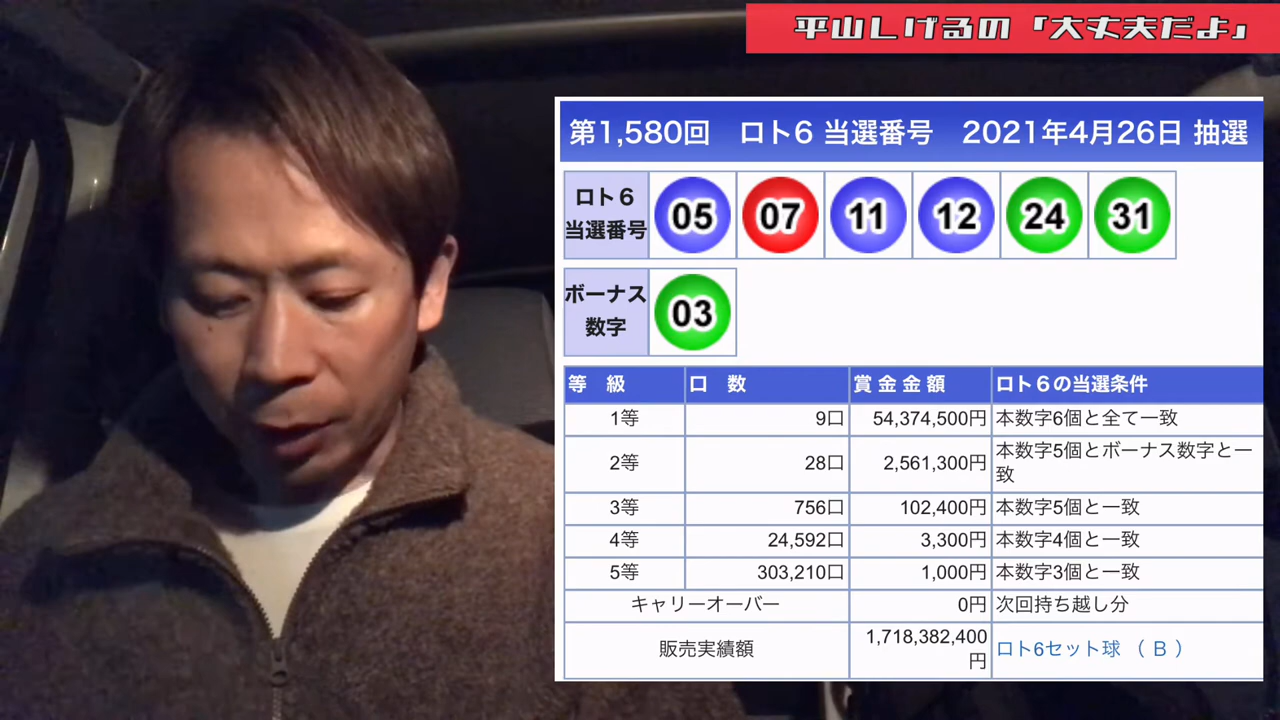 平山しげるの「大丈夫だよ」
第1,580回 ロト6 当選番号 2021年4月26日 抽選
ロト6
当選番号 05 07 11 12 24 31
ボーナス
数字 03
等 級 口 数 賞 金 金 額 ロト6の当選条件
1等 9口 54,374,500円 本数字6個と全て一致
2等 28口 2,561,300円 本数字5個とボーナス数字と一
致
3等 756口 102,400円 本数字5個と一致
4等 24,592口 3,300円 本数字4個と一致
5等 303,210口 1,000円 本数字3個と一致
キャリーオーバー 0円 次回持ち越し分
販売実績額 1,718,382,400
円 ロト6セット球 ( B )